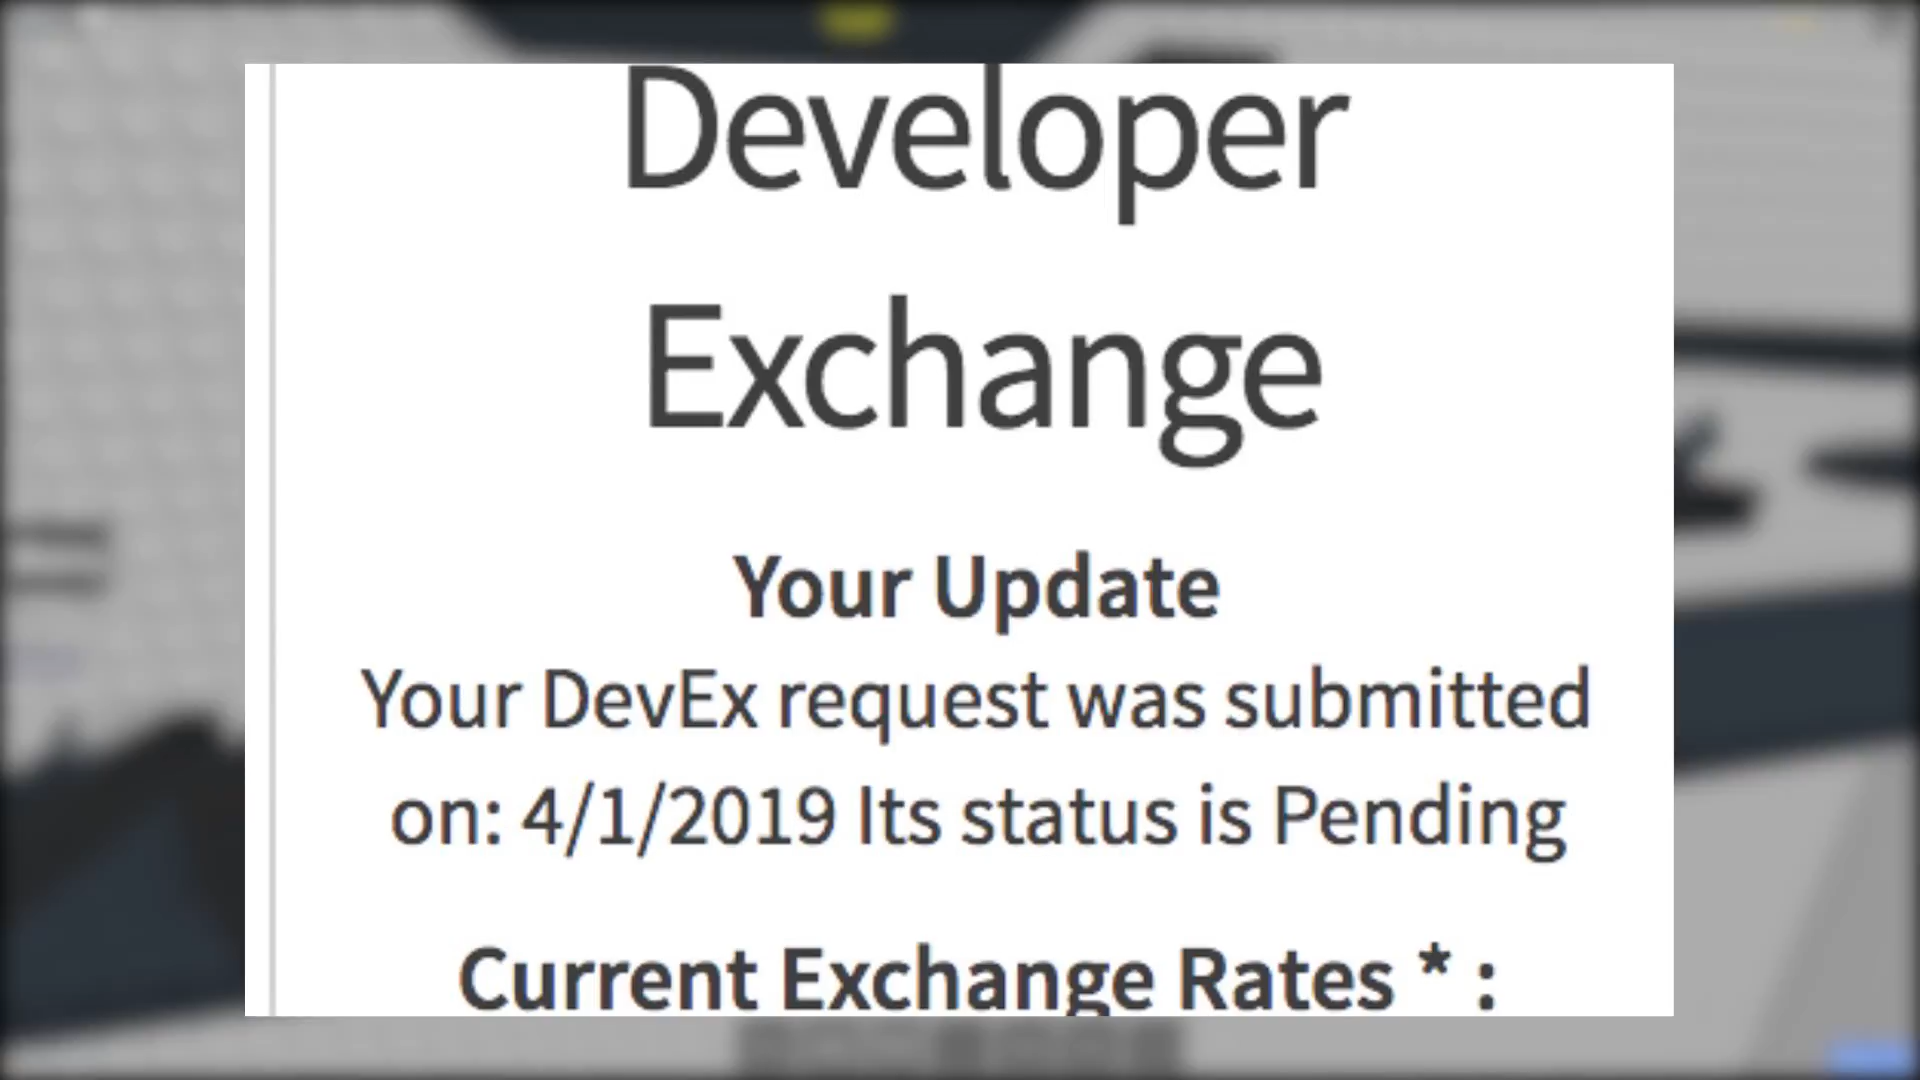 Developer
Exchange
Your Update
Your DevEx request was submitted
on: 4/1/2019 Its status is Pending
Current Exchange Rates * :